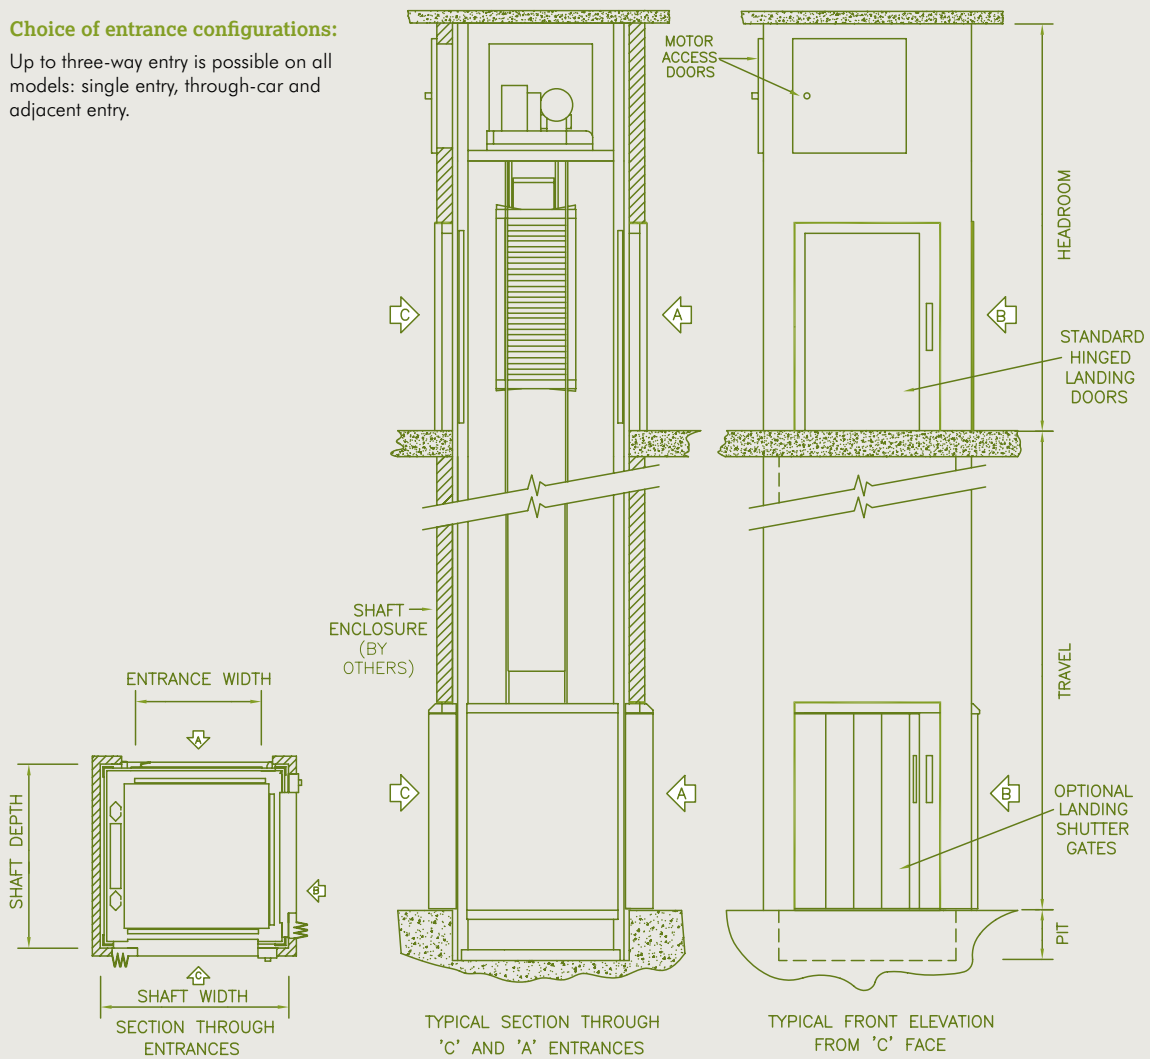 Choice of entrance configurations:
Up to three-way entry is possible on all
models: single entry, through-car and
adjacent entry.
MOTOR
ACCESS
DOORS
HEADROOM
C
A
B
STANDARD
HINGED
LANDING
DOORS
SHAFT
ENCLOSURE
(BY
OTHERS)
TRAVEL
ENTRANCE WIDTH
A
SHAFT DEPTH
B
C
SHAFT WIDTH
SECTION THROUGH
ENTRANCES
C
A
B
OPTIONAL
LANDING
SHUTTER
GATES
PIT
TYPICAL SECTION THROUGH
'C' AND 'A' ENTRANCES
TYPICAL FRONT ELEVATION
FROM 'C' FACE